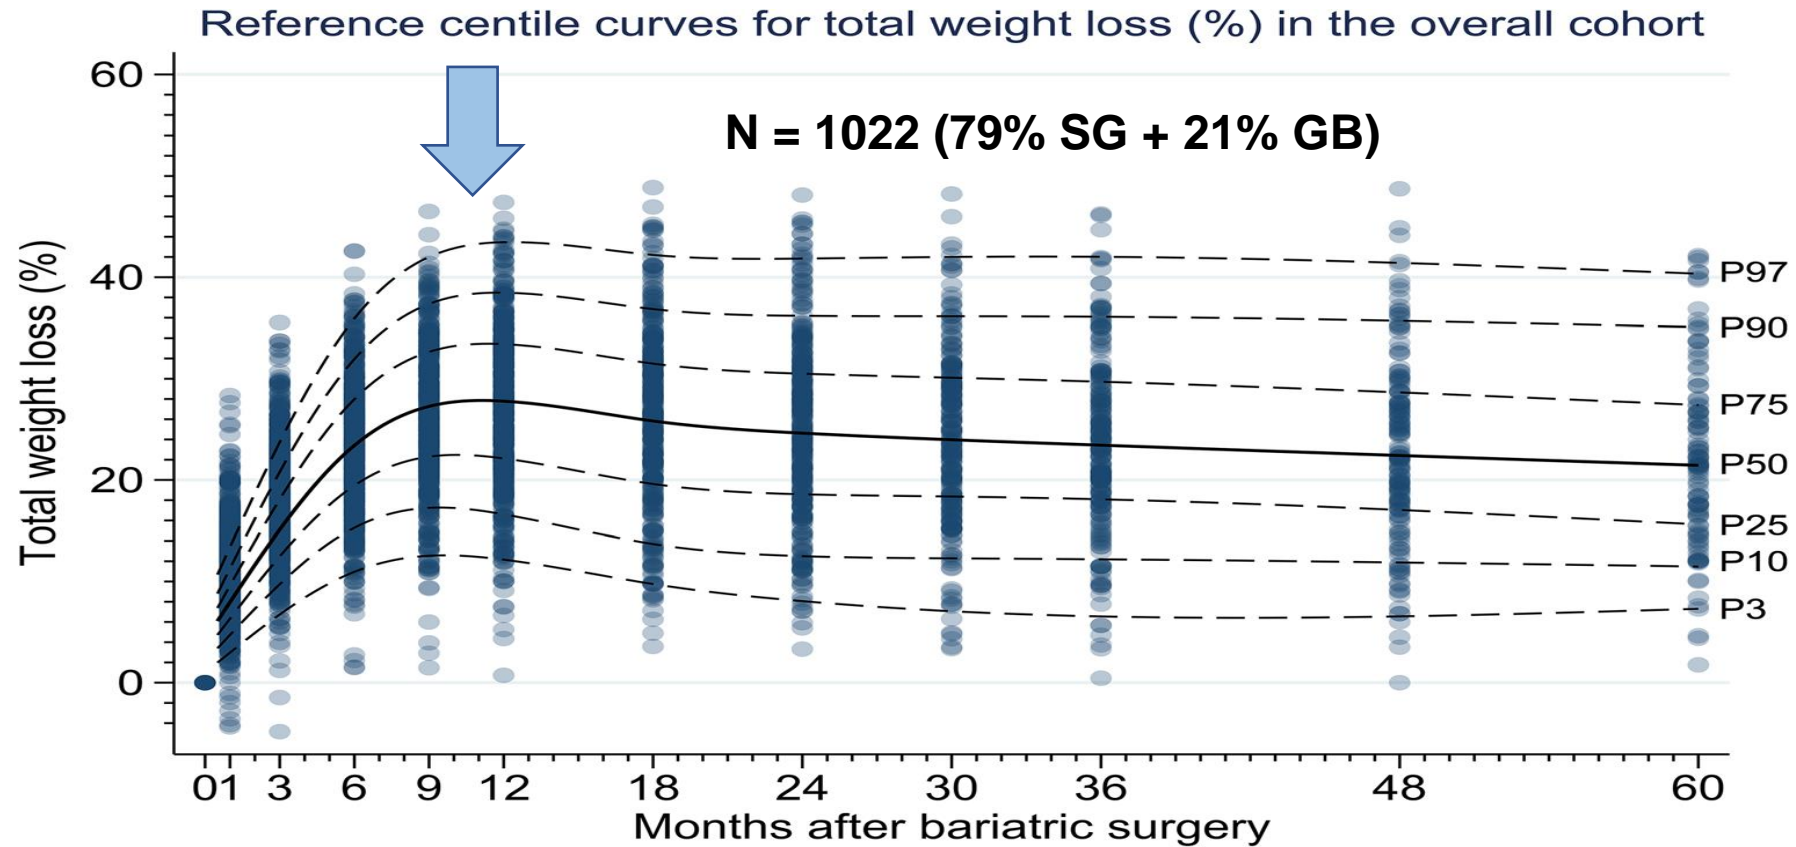 Reference centile curves for total weight loss (%) in the overall cohort
N = 1022 (79% SG + 21% GB)
Total weight loss (%)
60
40
20
0
P97
P90
P75
P50
P25
P10
P3
01 3 6 9 12 18 24 30 36 48 60
Months after bariatric surgery